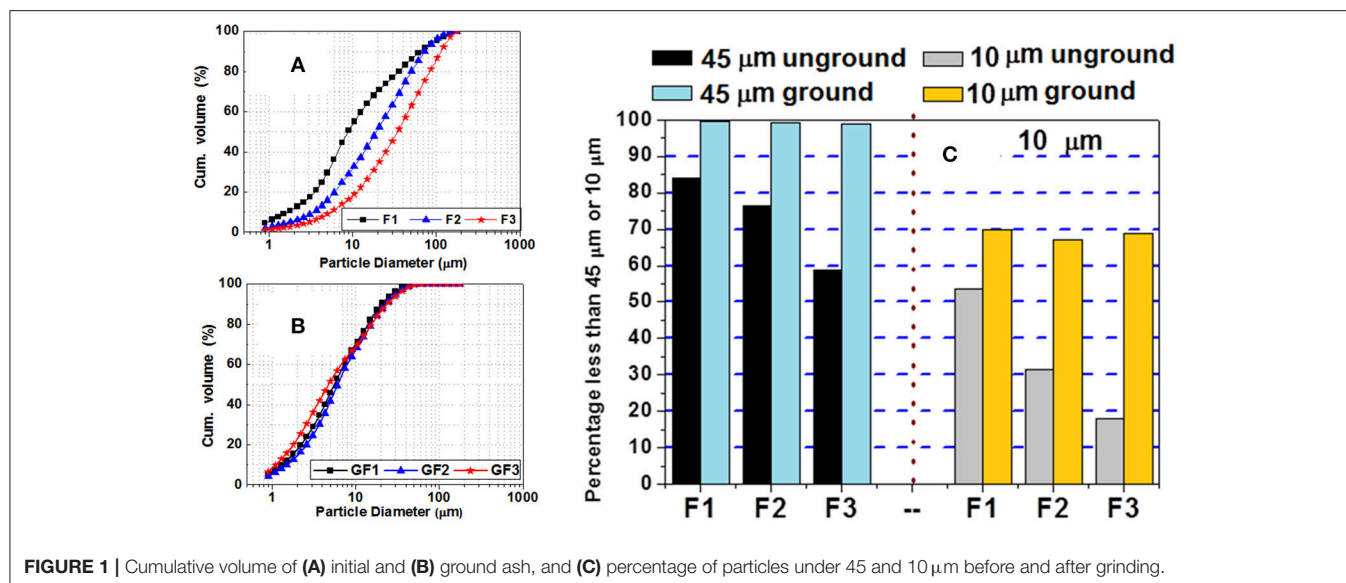 100
80
60
40
20
0
Cum. volume (%)
A
F1 F2 F3
1 10 100 1000
Particle Diameter (μm)
100
80
60
40
20
0
Cum. volume (%)
B
GF1 GF2 GF3
1 10 100 1000
Particle Diameter (μm)
45 μm unground 10 μm unground
45 μm ground 10 μm ground
Percentage less than 45 μm or 10 μm
100
90
80
70
60
50
40
30
20
10
0
10 μm
C
F1 F2 F3 -- F1 F2 F3
FIGURE 1 | Cumulative volume of (A) initial and (B) ground ash, and (C) percentage of particles under 45 and 10 μm before and after grinding.